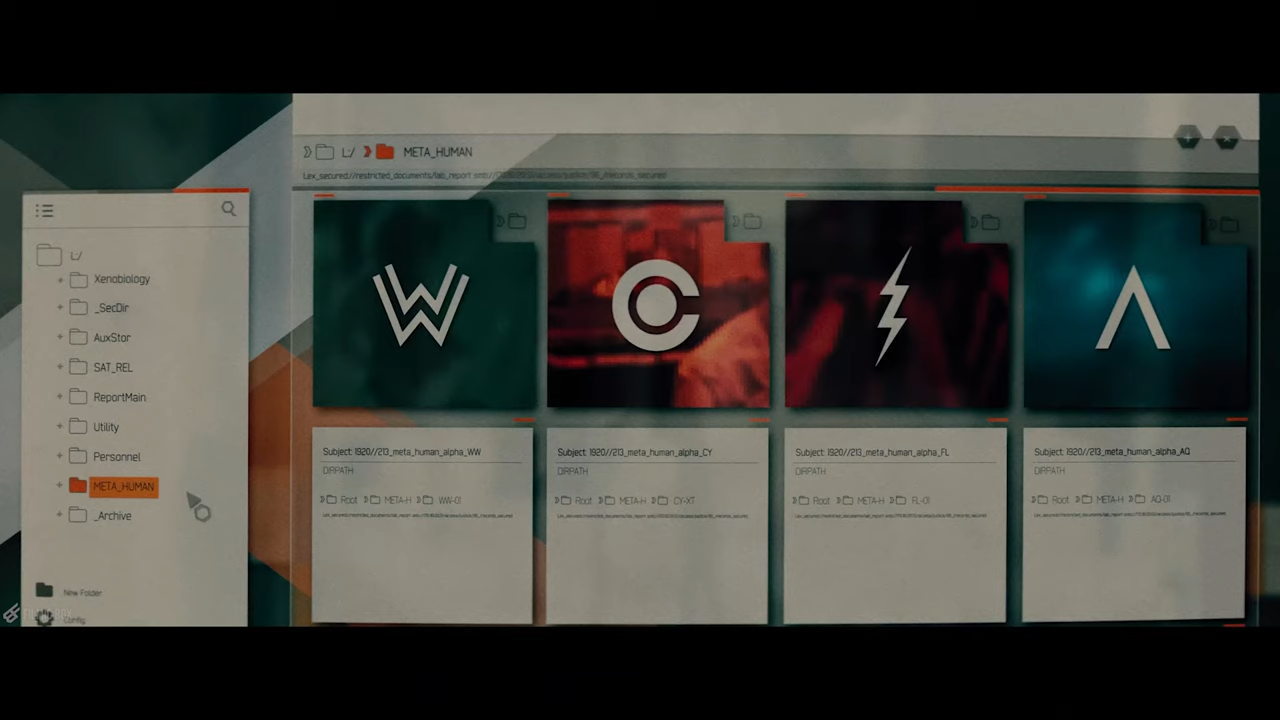 L:/ META_HUMAN
L:/
Xenobiology
_SecDir
AuxStor
SAT_REL
ReportMain
Utility
Personnel
META_HUMAN
_Archive
New Folder
Config
W
C
Subject: 1920//213_meta_human_alpha_WW
DIRPATH
Root META-H WW-01
Subject: 1920//213_meta_human_alpha_CY
DIRPATH
Root META-H CY-XT
Subject: 1920//213_meta_human_alpha_FL
DIRPATH
Root META-H FL-01
Subject: 1920//213_meta_human_alpha_AQ
DIRPATH
Root META-H AQ-01